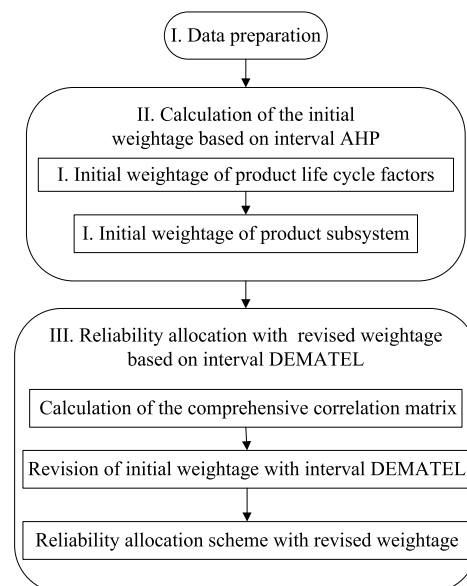 I. Data preparation
II. Calculation of the initial
weightage based on interval AHP
I. Initial weightage of product life cycle factors
I. Initial weightage of product subsystem
III. Reliability allocation with revised weightage
based on interval DEMATEL
Calculation of the comprehensive correlation matrix
Revision of initial weightage with interval DEMATEL
Reliability allocation scheme with revised weightage